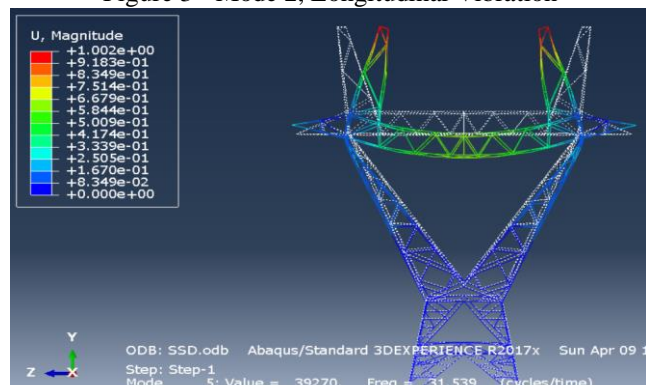 Figure 3 - Mode 2, Longitudinal Vibration
U, Magnitude
+1.002e+00
+9.183e-01
+8.349e-01
+7.514e-01
+6.679e-01
+5.844e-01
+5.009e-01
+4.174e-01
+3.339e-01
+2.505e-01
+1.670e-01
+8.349e-02
+0.000e+00
Y
Z X
ODB: SSD.odb Abaqus/Standard 3DEXPERIENCE R2017x Sun Apr 09 1
Step: Step-1
Mode 5: Value = 39270 Freq = 31.539 (cycles/time)